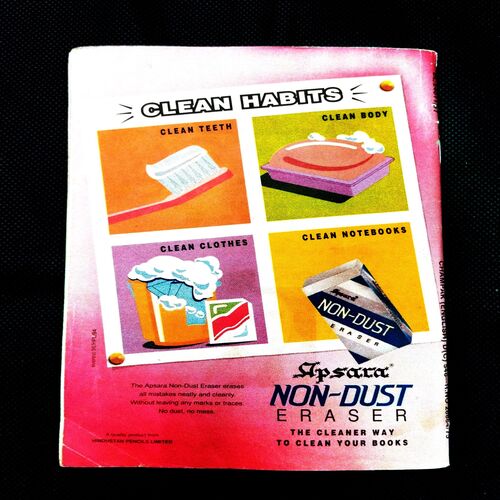 CLEAN HABITS
CLEAN TEETH
CLEAN BODY
CLEAN CLOTHES
CLEAN NOTEBOOKS
Apsara
NON-DUST
ERASER
The Apsara Non-Dust Eraser erases
all mistakes neatly and cleanly.
Without leaving any marks or traces.
No dust, no mess.
Apsara
NON-DUST
ERASER
THE CLEANER WAY
TO CLEAN YOUR BOOKS
A quality product from
HINDUSTAN PENCILS LIMITED